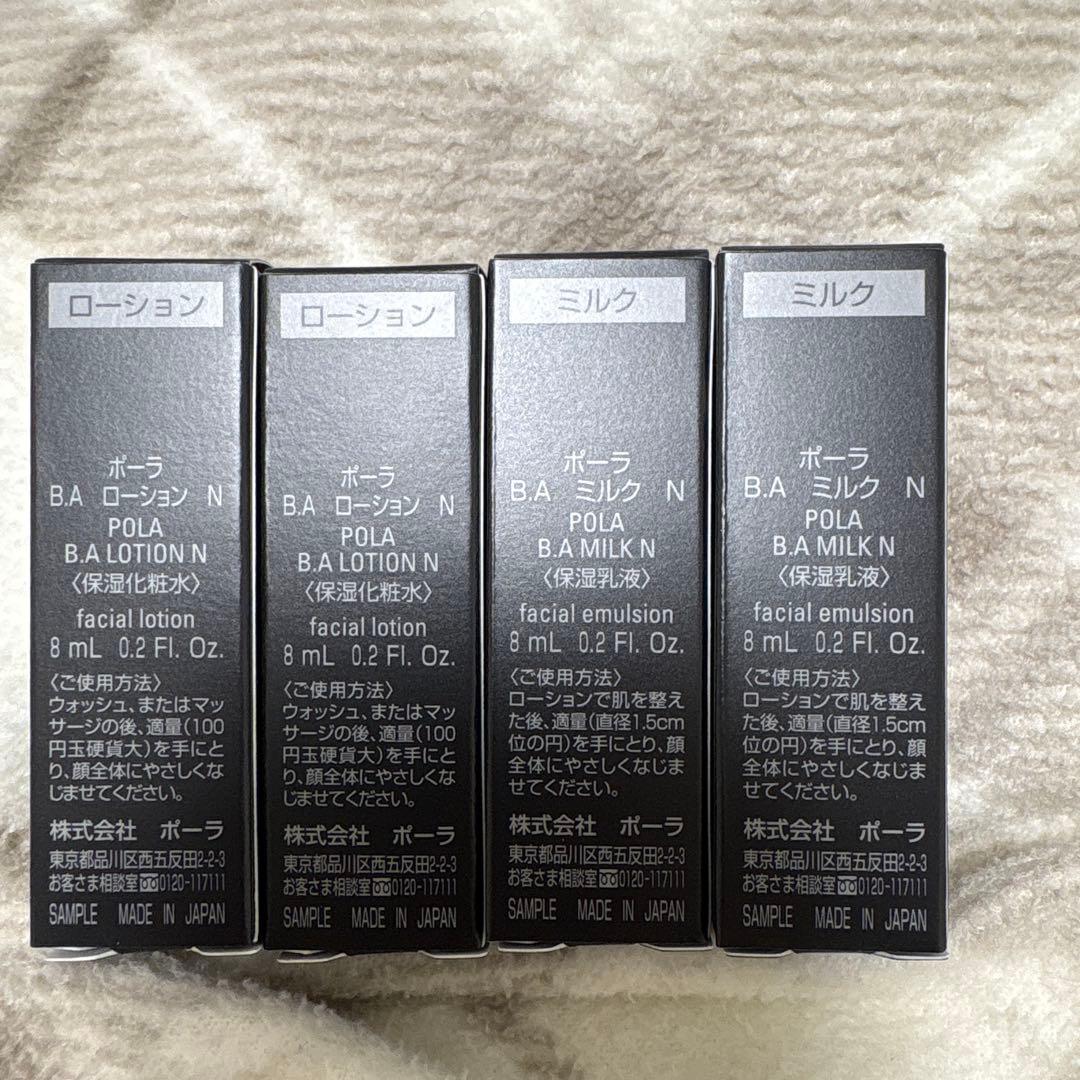 ローション
ポーラ
B.A ローション N
POLA
B.A LOTION N
〈保湿化粧水〉
facial lotion
8 mL 0.2 Fl. Oz.
〈ご使用方法〉
ウォッシュ、またはマッ
サージの後、適量(100
円玉硬貨大)を手にと
り、顔全体にやさしくな
じませてください。
株式会社 ポーラ
東京都品川区西五反田2-2-3
お客さま相談室 0120-117111
SAMPLE MADE IN JAPAN
ローション
ポーラ
B.A ローション N
POLA
B.A LOTION N
〈保湿化粧水〉
facial lotion
8 mL 0.2 Fl. Oz.
〈ご使用方法〉
ウォッシュ、またはマッ
サージの後、適量(100
円玉硬貨大)を手にと
り、顔全体にやさしくな
じませてください。
株式会社 ポーラ
東京都品川区西五反田2-2-3
お客さま相談室 0120-117111
SAMPLE MADE IN JAPAN
ミルク
ポーラ
B.A ミルク N
POLA
B.A MILK N
〈保湿乳液〉
facial emulsion
8 mL 0.2 Fl. Oz.
〈ご使用方法〉
ローションで肌を整え
た後、適量(直径1.5cm
位の円)を手にとり、顔
全体にやさしくなじま
せてください。
株式会社 ポーラ
東京都品川区西五反田2-2-3
お客さま相談室 0120-117111
SAMPLE MADE IN JAPAN
ミルク
ポーラ
B.A ミルク N
POLA
B.A MILK N
〈保湿乳液〉
facial emulsion
8 mL 0.2 Fl. Oz.
〈ご使用方法〉
ローションで肌を整え
た後、適量(直径1.5cm
位の円)を手にとり、顔
全体にやさしくなじま
せてください。
株式会社 ポーラ
東京都品川区西五反田2-2-3
お客さま相談室 0120-117111
SAMPLE MADE IN JAPAN